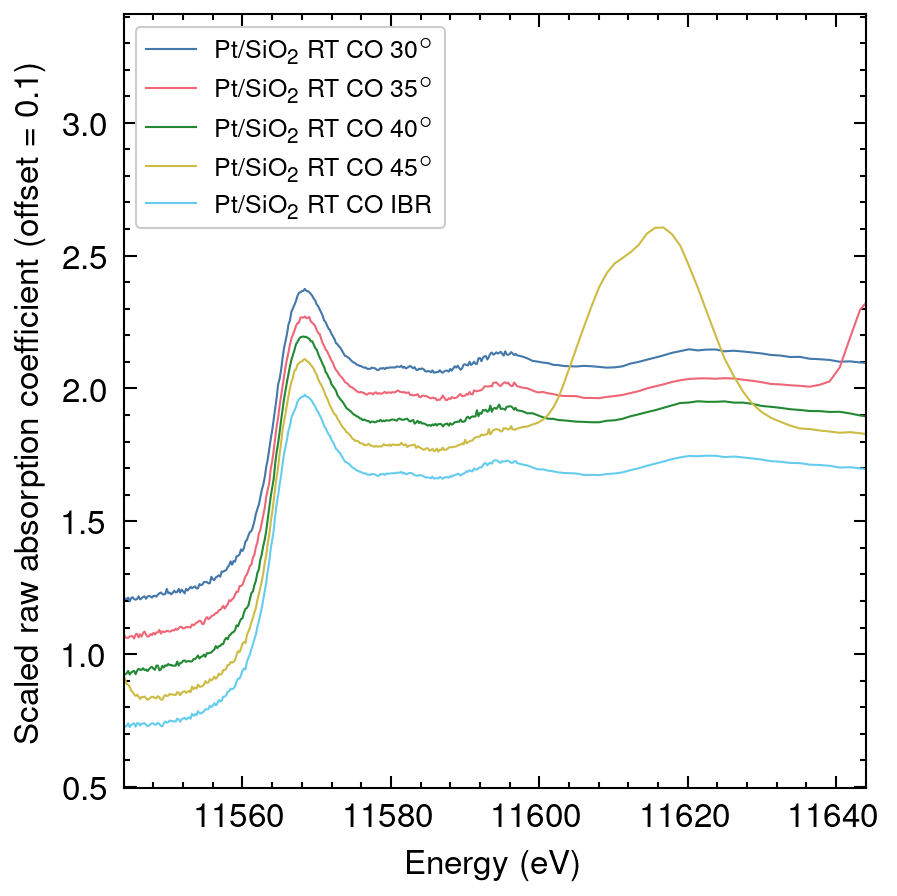 Pt/SiO₂ RT CO 30°
Pt/SiO₂ RT CO 35°
Pt/SiO₂ RT CO 40°
Pt/SiO₂ RT CO 45°
Pt/SiO₂ RT CO IBR
Scaled raw absorption coefficient (offset = 0.1)
3.0
2.5
2.0
1.5
1.0
0.5
11560 11580 11600 11620 11640
Energy (eV)